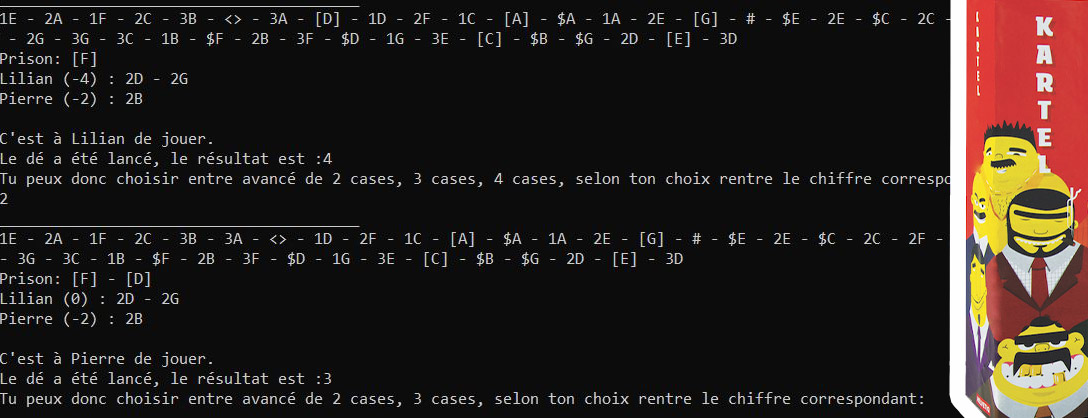 1E - 2A - 1F - 2C - 3B - <> - 3A - [D] - 1D - 2F - 1C - [A] - $A - 1A - 2E - [G] - # - $E - 2E - $C - 2C -
- 2G - 3G - 3C - 1B - $F - 2B - 3F - $D - 1G - 3E - [C] - $B - $G - 2D - [E] - 3D
Prison: [F]
Lilian (-4) : 2D - 2G
Pierre (-2) : 2B
C'est à Lilian de jouer.
Le dé a été lancé, le résultat est :4
Tu peux donc choisir entre avancé de 2 cases, 3 cases, 4 cases, selon ton choix rentre le chiffre correspo
2
1E - 2A - 1F - 2C - 3B - 3A - <> - 1D - 2F - 1C - [A] - $A - 1A - 2E - [G] - # - $E - 2E - $C - 2C - 2F -
- 3G - 3C - 1B - $F - 2B - 3F - $D - 1G - 3E - [C] - $B - $G - 2D - [E] - 3D
Prison: [F] - [D]
Lilian (0) : 2D - 2G
Pierre (-2) : 2B
C'est à Pierre de jouer.
Le dé a été lancé, le résultat est :3
Tu peux donc choisir entre avancé de 2 cases, 3 cases, selon ton choix rentre le chiffre correspondant:
KARTEL
KARTEL